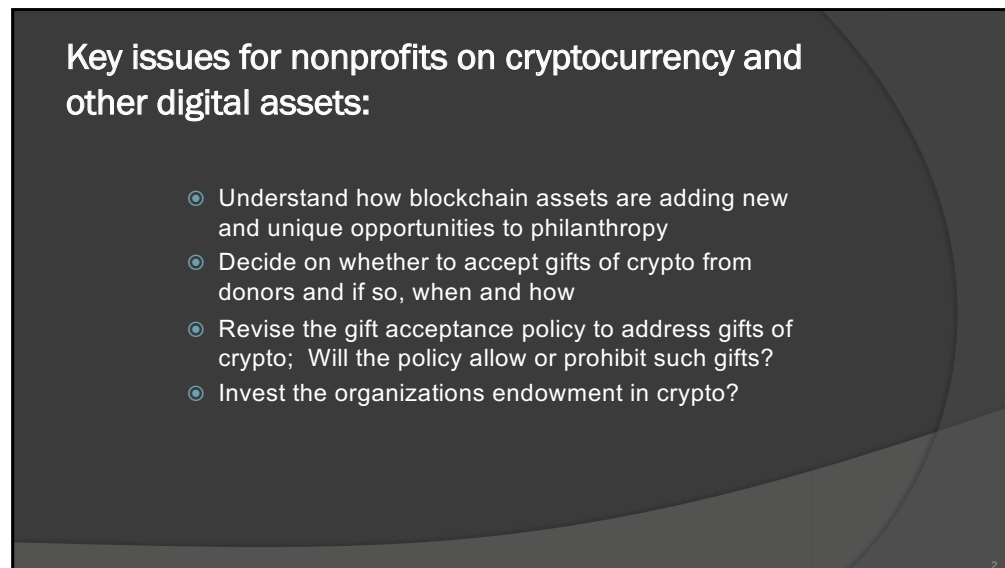 Key issues for nonprofits on cryptocurrency and
other digital assets:
Understand how blockchain assets are adding new
and unique opportunities to philanthropy
Decide on whether to accept gifts of crypto from
donors and if so, when and how
Revise the gift acceptance policy to address gifts of
crypto;  Will the policy allow or prohibit such gifts?
Invest the organizations endowment in crypto?
2